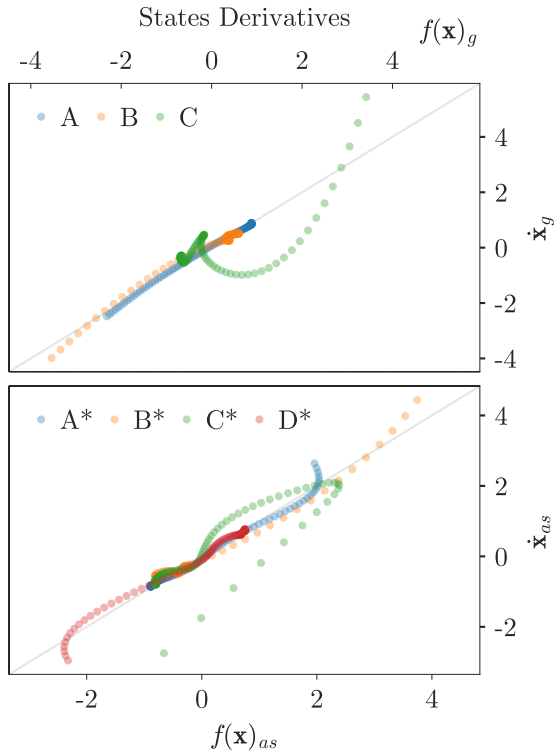 States Derivatives
f(x)_g
-4 -2 0 2 4
A B C
4
2
0
-2
-4
ẋ_g
A* B* C* D*
4
2
0
-2
ẋ_as
-2 0 2 4
f(x)_as